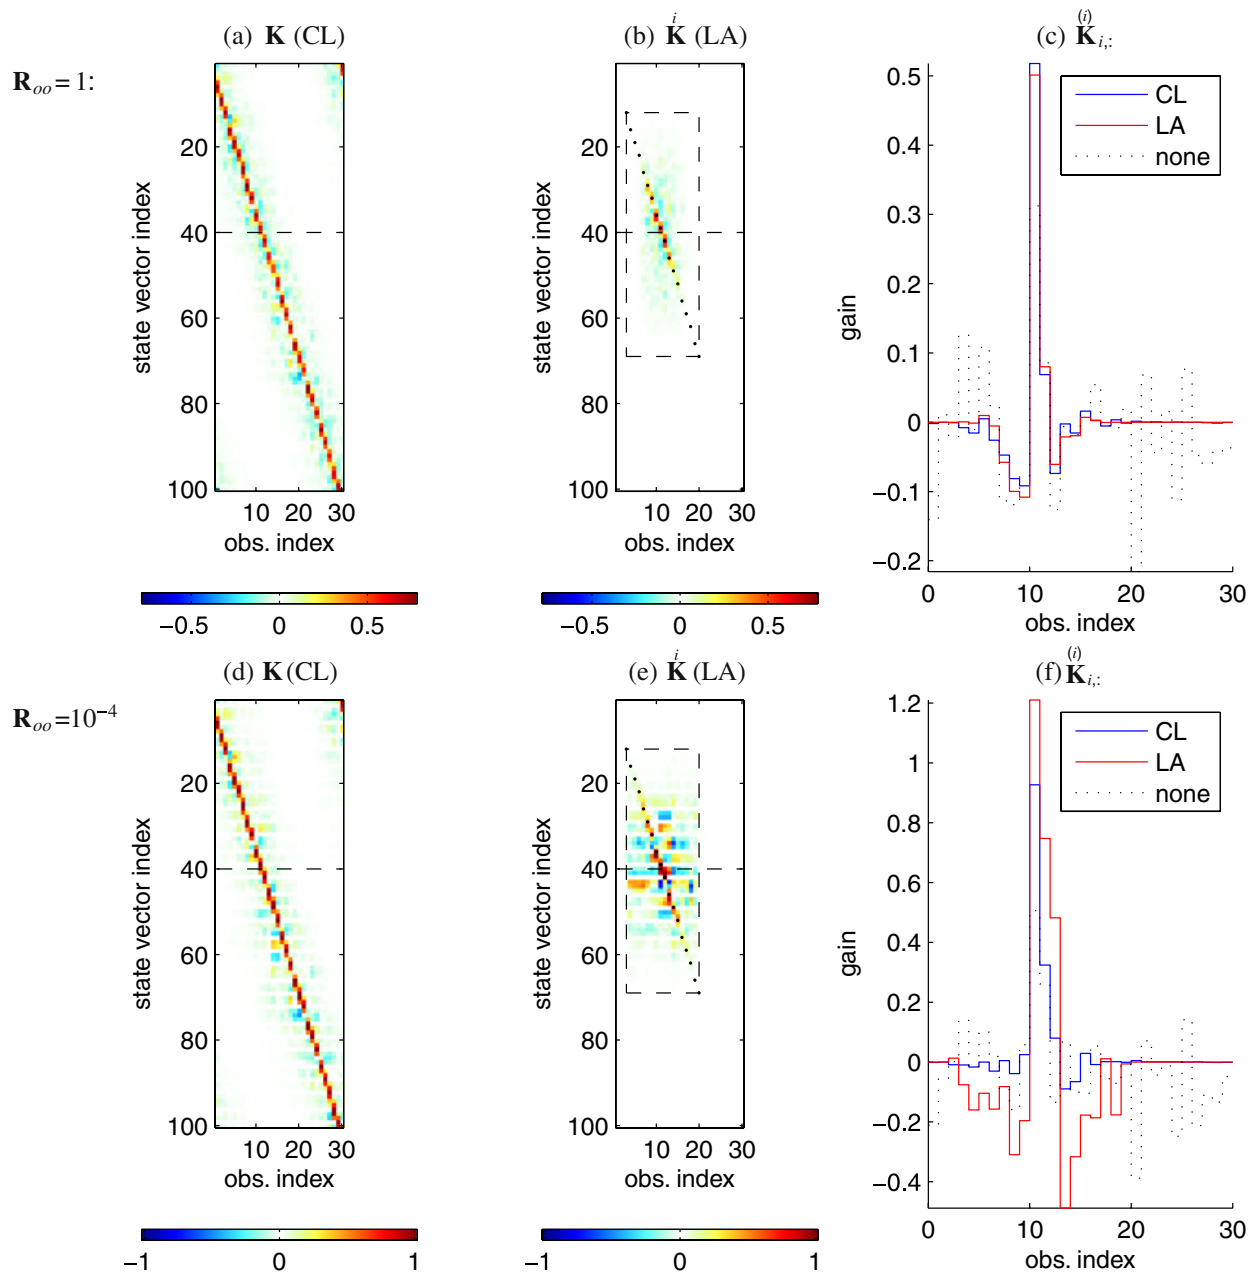 (a) K (CL)
(b) K^i (LA)
(c) K^(i)_i,:
R_oo = 1:
20
40
60
80
100
state vector index
10 20 30
obs. index
−0.5 0 0.5
20
40
60
80
100
state vector index
10 20 30
obs. index
−0.5 0 0.5
0.5
0.4
0.3
0.2
0.1
0
−0.1
−0.2
gain
CL
LA
none
0 10 20 30
obs. index
(d) K (CL)
(e) K^i (LA)
(f) K^(i)_i,:
R_oo =10^−4
20
40
60
80
100
state vector index
10 20 30
obs. index
−1 0 1
20
40
60
80
100
state vector index
10 20 30
obs. index
−1 0 1
1.2
1
0.8
0.6
0.4
0.2
0
−0.2
−0.4
gain
CL
LA
none
0 10 20 30
obs. index